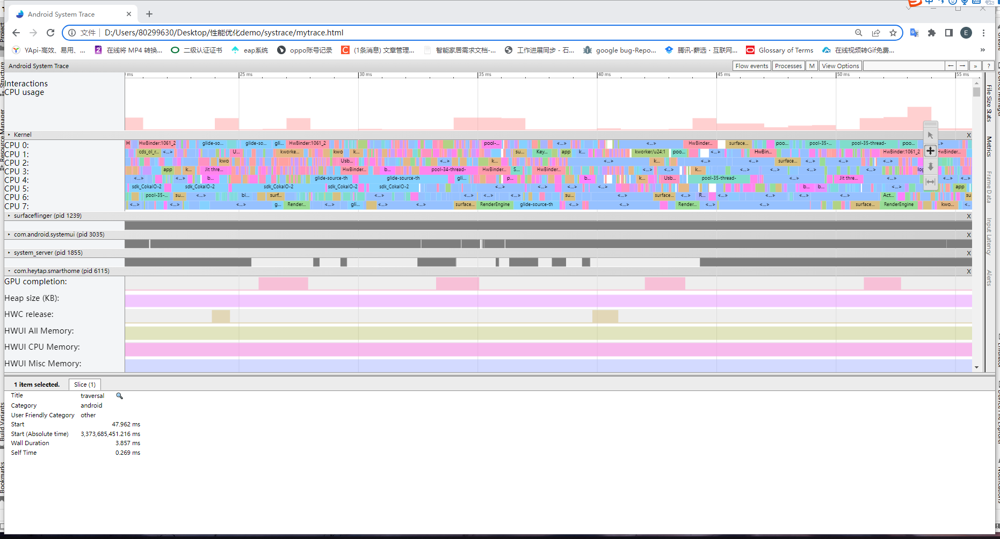 Android System Trace
文件 D:/Users/80299630/Desktop/性能优化demo/systrace/mytrace.html
E
YApi-高效、易用、... 在线将 MP4 转换... 二级认证证书 eap系统 oppo账号记录 (1条消息) 文章管理... 智能家居需求文档-... 工作进展同步 - 石... google bug-Repo... 腾讯-薪选·互联网... Glossary of Terms 在线视频转Gif免费... »
Android System Trace Flow events Processes M View Options ← → » ?
ms 25 ms 30 ms 35 ms 40 ms 45 ms 50 ms 55 ms
Interactions
CPU usage
Kernel X
CPU 0: H HwBinder:1061_2 glide-so... glide-so... gli... HwBinder:1061_2 pool-... <...> <...> HwBinder... surface... poo... pool-35-... pool-35-thread- poo... <...>
CPU 1: cds_ol_r... <...> U... kworke... kwo k... su... Key... app k... kworker/u24:1 poo... <...> HwBin... HwBinder:1061_2 HwBinder...
CPU 2: kwo Usb... <...> k... <...> k... <...> surface... <...> <...>
CPU 3: app k... Jit thre... HwBinder... b... pool-34-thread- HwBinder... S... HwBinder... <...> <...> k... <...> <...> <...> <...> log
CPU 4: <...> b... glide-source-th glide-source-th gli... p... <...> b... k... Usb... pool-35-thread- <...> Jit thre... <...> <...>
CPU 5: sdk_CokaIO-2 sdk_CokaIO-2 sdk_CokaIO-2 sdk_CokaIO-2 sdk_CokaIO-2 <...> <...> <...> <...> b... b... <...> app
CPU 6: pool-35-... su... <...> bi... surf... <...> <...> <...> <...> su... <...> surface... R... <...> <...> <...> Act... <...> su
CPU 7: <...> <...> <...> g... Render... <...> gli... <...> <...> surface... RenderEngine glide-source-th <...> <...> Render... <...> <...> surface... RenderEngine kwo... <..
surfaceflinger (pid 1239) X
com.android.systemui (pid 3035) X
system_server (pid 1855) X
com.heytap.smarthome (pid 6115) X
GPU completion:
Heap size (KB):
HWC release:
HWUI All Memory:
HWUI CPU Memory:
HWUI Misc Memory:
File Size Stats
Metrics
Frame Data
Input Latency
Alerts
1 item selected. Slice (1)
Title traversal
Category android
User Friendly Category other
Start 47.962 ms
Start (Absolute time) 3,373,685,451.216 ms
Wall Duration 3.857 ms
Self Time 0.269 ms
Project
Structure
Resource Manager
Build Variants
Bookmarks